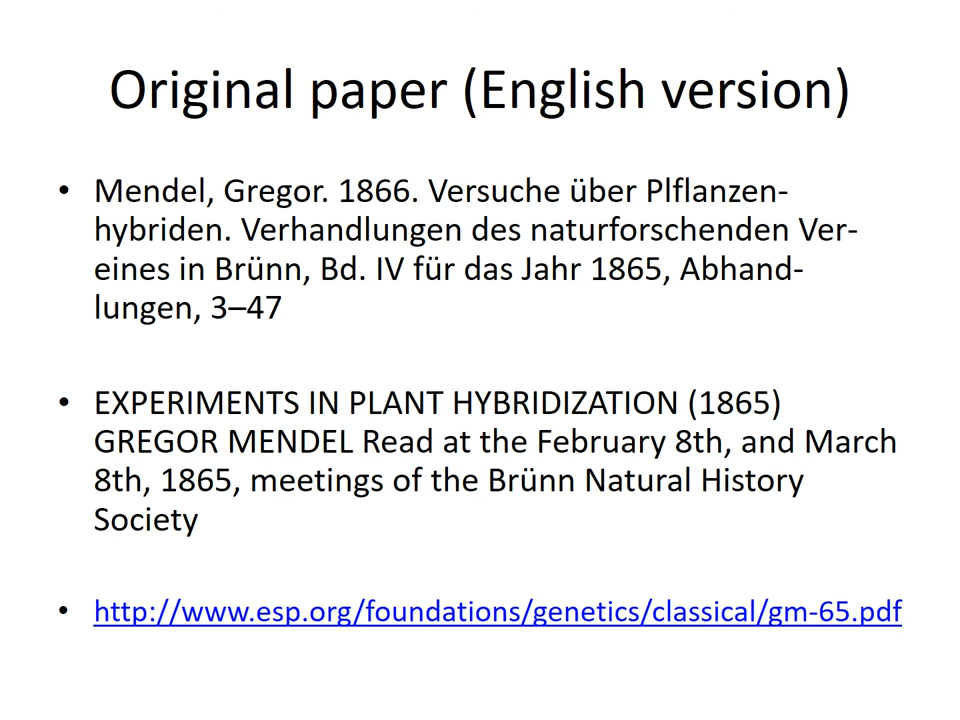 Original paper (English version)
• Mendel, Gregor. 1866. Versuche über Plflanzen-
hybriden. Verhandlungen des naturforschenden Ver-
eines in Brünn, Bd. IV für das Jahr 1865, Abhand-
lungen, 3–47
• EXPERIMENTS IN PLANT HYBRIDIZATION (1865)
GREGOR MENDEL Read at the February 8th, and March
8th, 1865, meetings of the Brünn Natural History
Society
• http://www.esp.org/foundations/genetics/classical/gm-65.pdf